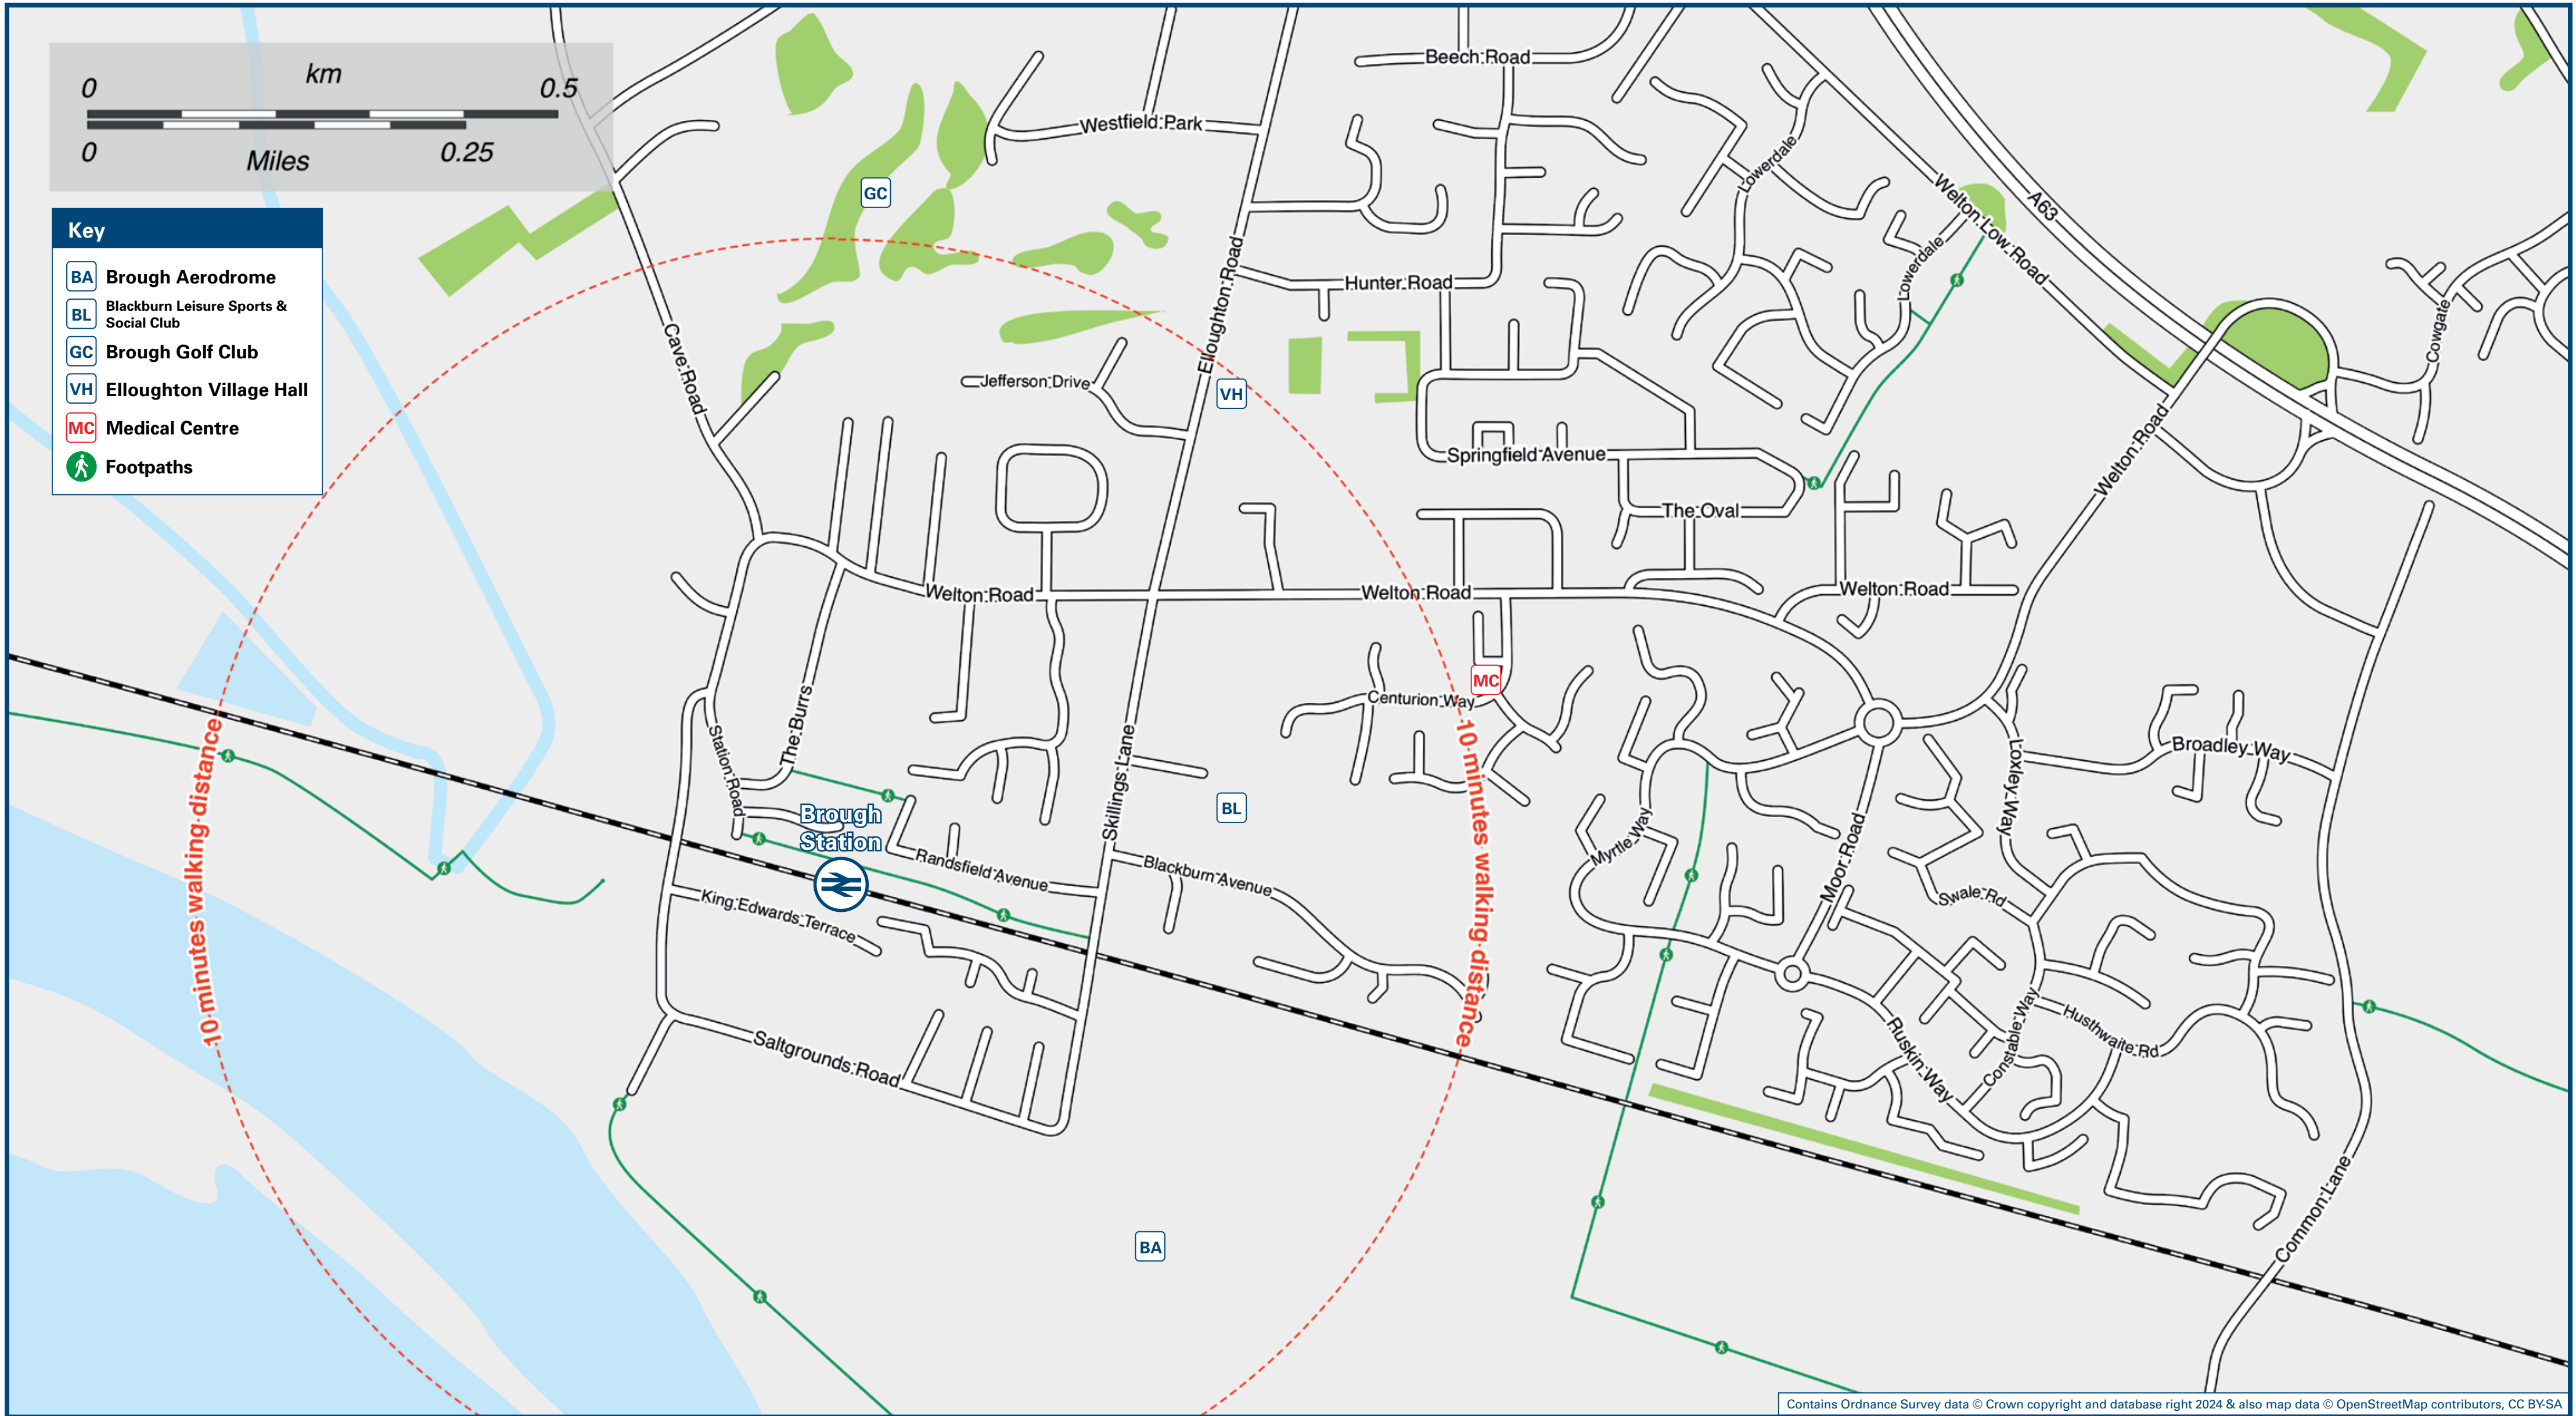 km
0 0.5
0 0.25
Miles
Key
BA Brough Aerodrome
BL Blackburn Leisure Sports &
Social Club
GC Brough Golf Club
VH Elloughton Village Hall
MC Medical Centre
Footpaths
Beech Road
Westfield Park
GC
Lowerdale
Welton Low Road
A63
Lowerdale
Elloughton Road
Hunter Road
Cave Road
Cowgate
Jefferson Drive
VH
Welton Road
Springfield Avenue
The Oval
Welton Road
Welton Road
Welton Road
MC
Centurion Way
The Burrs
Station Road
Skillings Lane
10 minutes walking distance
10 minutes walking distance
Loxley Way
Broadley Way
BL
Brough
Station
Myrtle Way
Moor Road
Randsfield Avenue
Blackburn Avenue
Swale Rd
King Edwards Terrace
Constable Way
Husthwaite Rd
Ruskin Way
Saltgrounds Road
Common Lane
BA
Contains Ordnance Survey data © Crown copyright and database right 2024 & also map data © OpenStreetMap contributors, CC BY-SA